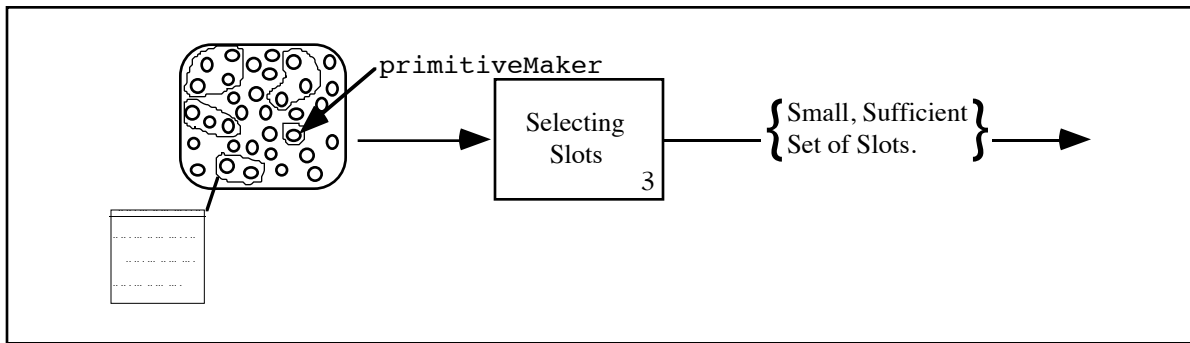 primitiveMaker
Selecting
Slots
3
{ Small, Sufficient }
Set of Slots.